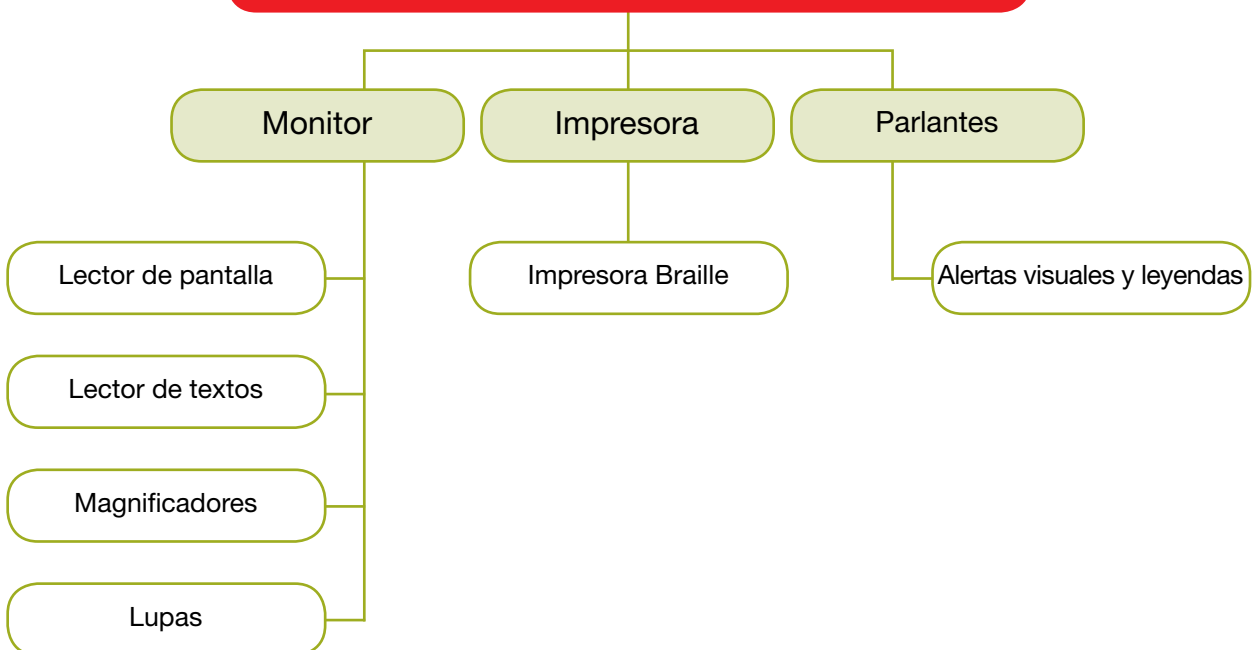 Monitor
Impresora
Parlantes
Lector de pantalla
Impresora Braille
Alertas visuales y leyendas
Lector de textos
Magnificadores
Lupas